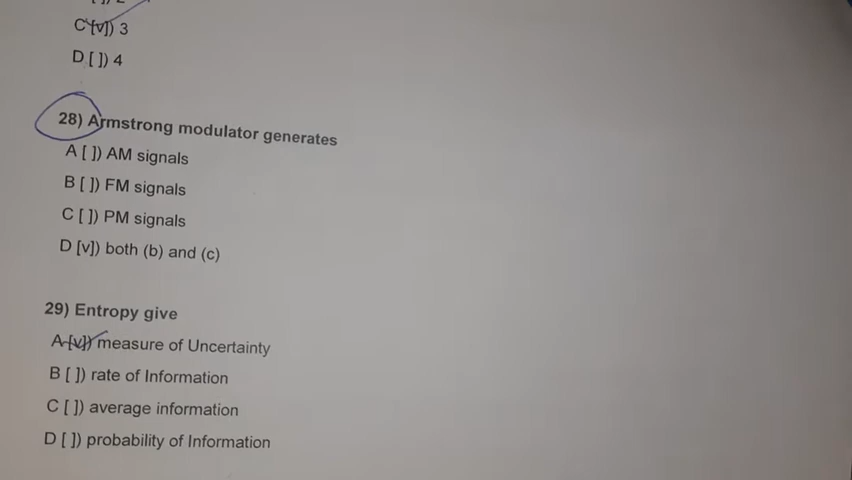 C [v]) 3
D [ ]) 4
28) Armstrong modulator generates
A [ ]) AM signals
B [ ]) FM signals
C [ ]) PM signals
D [v]) both (b) and (c)
29) Entropy give
A [v]) measure of Uncertainty
B [ ]) rate of Information
C [ ]) average information
D [ ]) probability of Information